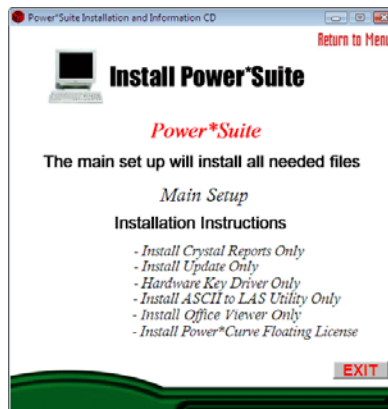 Power*Suite Installation and Information CD
Return to Menu
Install Power*Suite
Power*Suite
The main set up will install all needed files
Main Setup
Installation Instructions
- Install Crystal Reports Only
- Install Update Only
- Hardware Key Driver Only
- Install ASCII to LAS Utility Only
- Install Office Viewer Only
- Install Power*Curve Floating License
EXIT